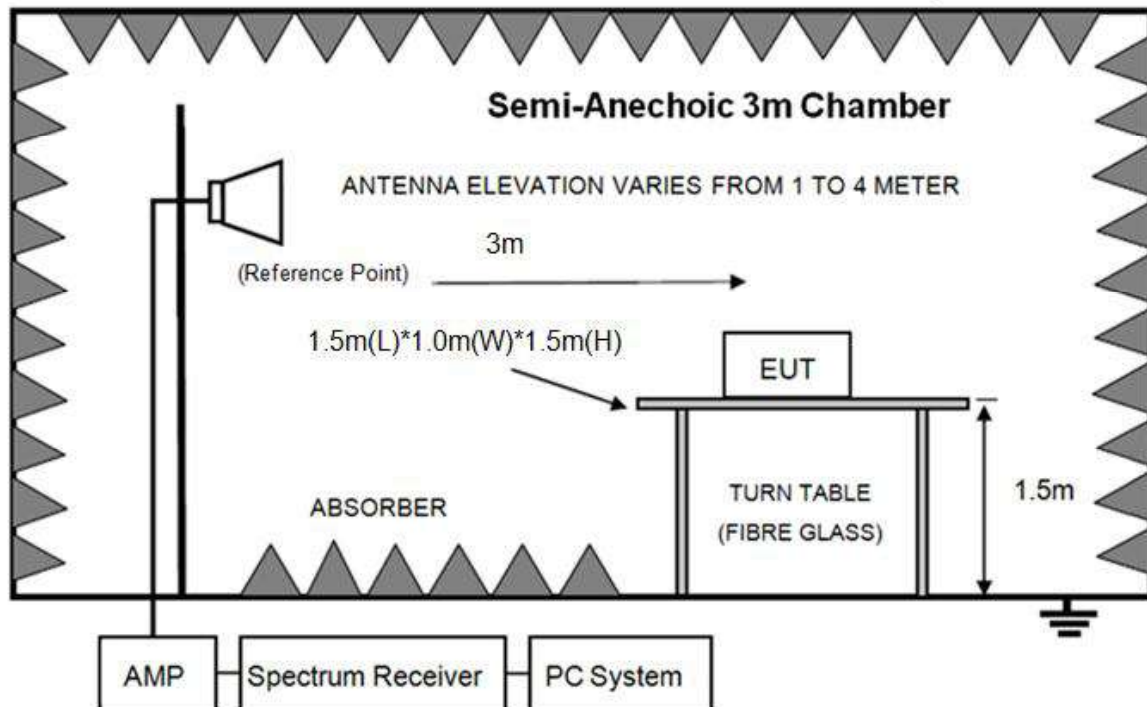 Semi-Anechoic 3m Chamber
ANTENNA ELEVATION VARIES FROM 1 TO 4 METER
3m
(Reference Point)
1.5m(L)*1.0m(W)*1.5m(H)
EUT
ABSORBER
TURN TABLE
(FIBRE GLASS)
1.5m
AMP
Spectrum Receiver
PC System